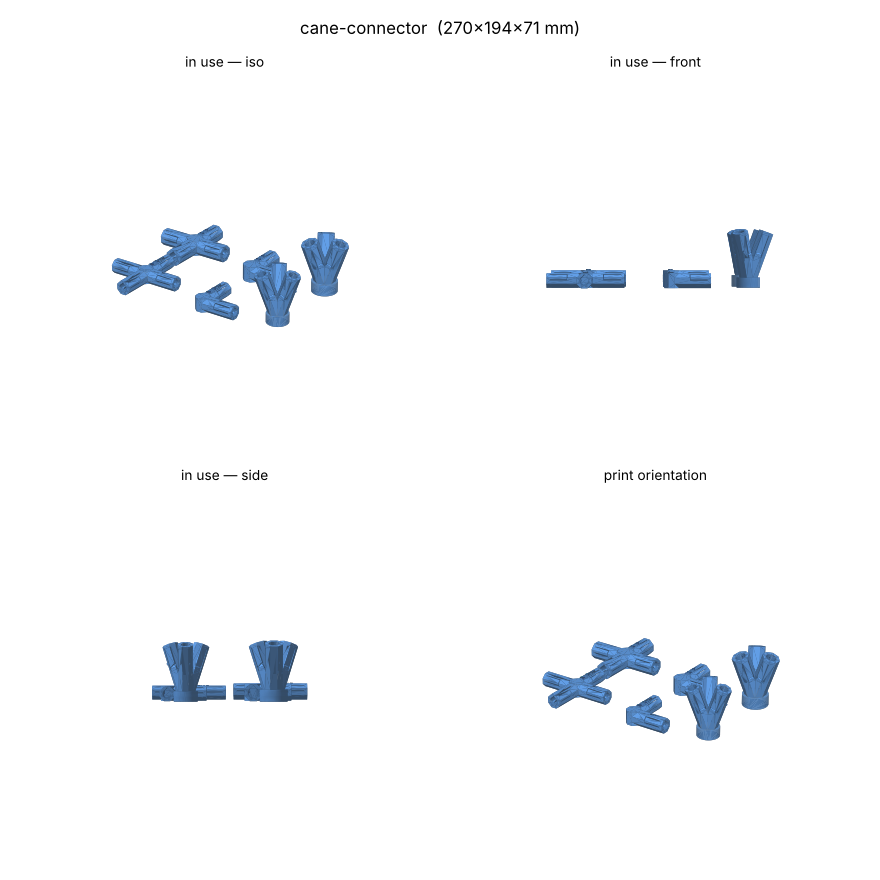 cane-connector (270×194×71 mm)
in use — iso
in use — front
in use — side
print orientation